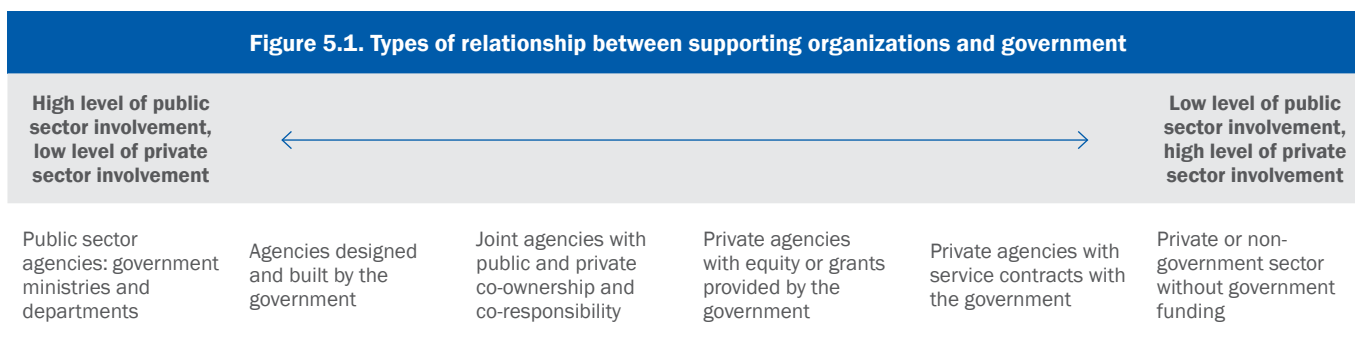 Figure 5.1. Types of relationship between supporting organizations and government
High level of public
sector involvement,
low level of private
sector involvement
Low level of public
sector involvement,
high level of private
sector involvement
Public sector
agencies: government
ministries and
departments
Agencies designed
and built by the
government
Joint agencies with
public and private
co-ownership and
co-responsibility
Private agencies
with equity or grants
provided by the
government
Private agencies with
service contracts with
the government
Private or non-
government sector
without government
funding